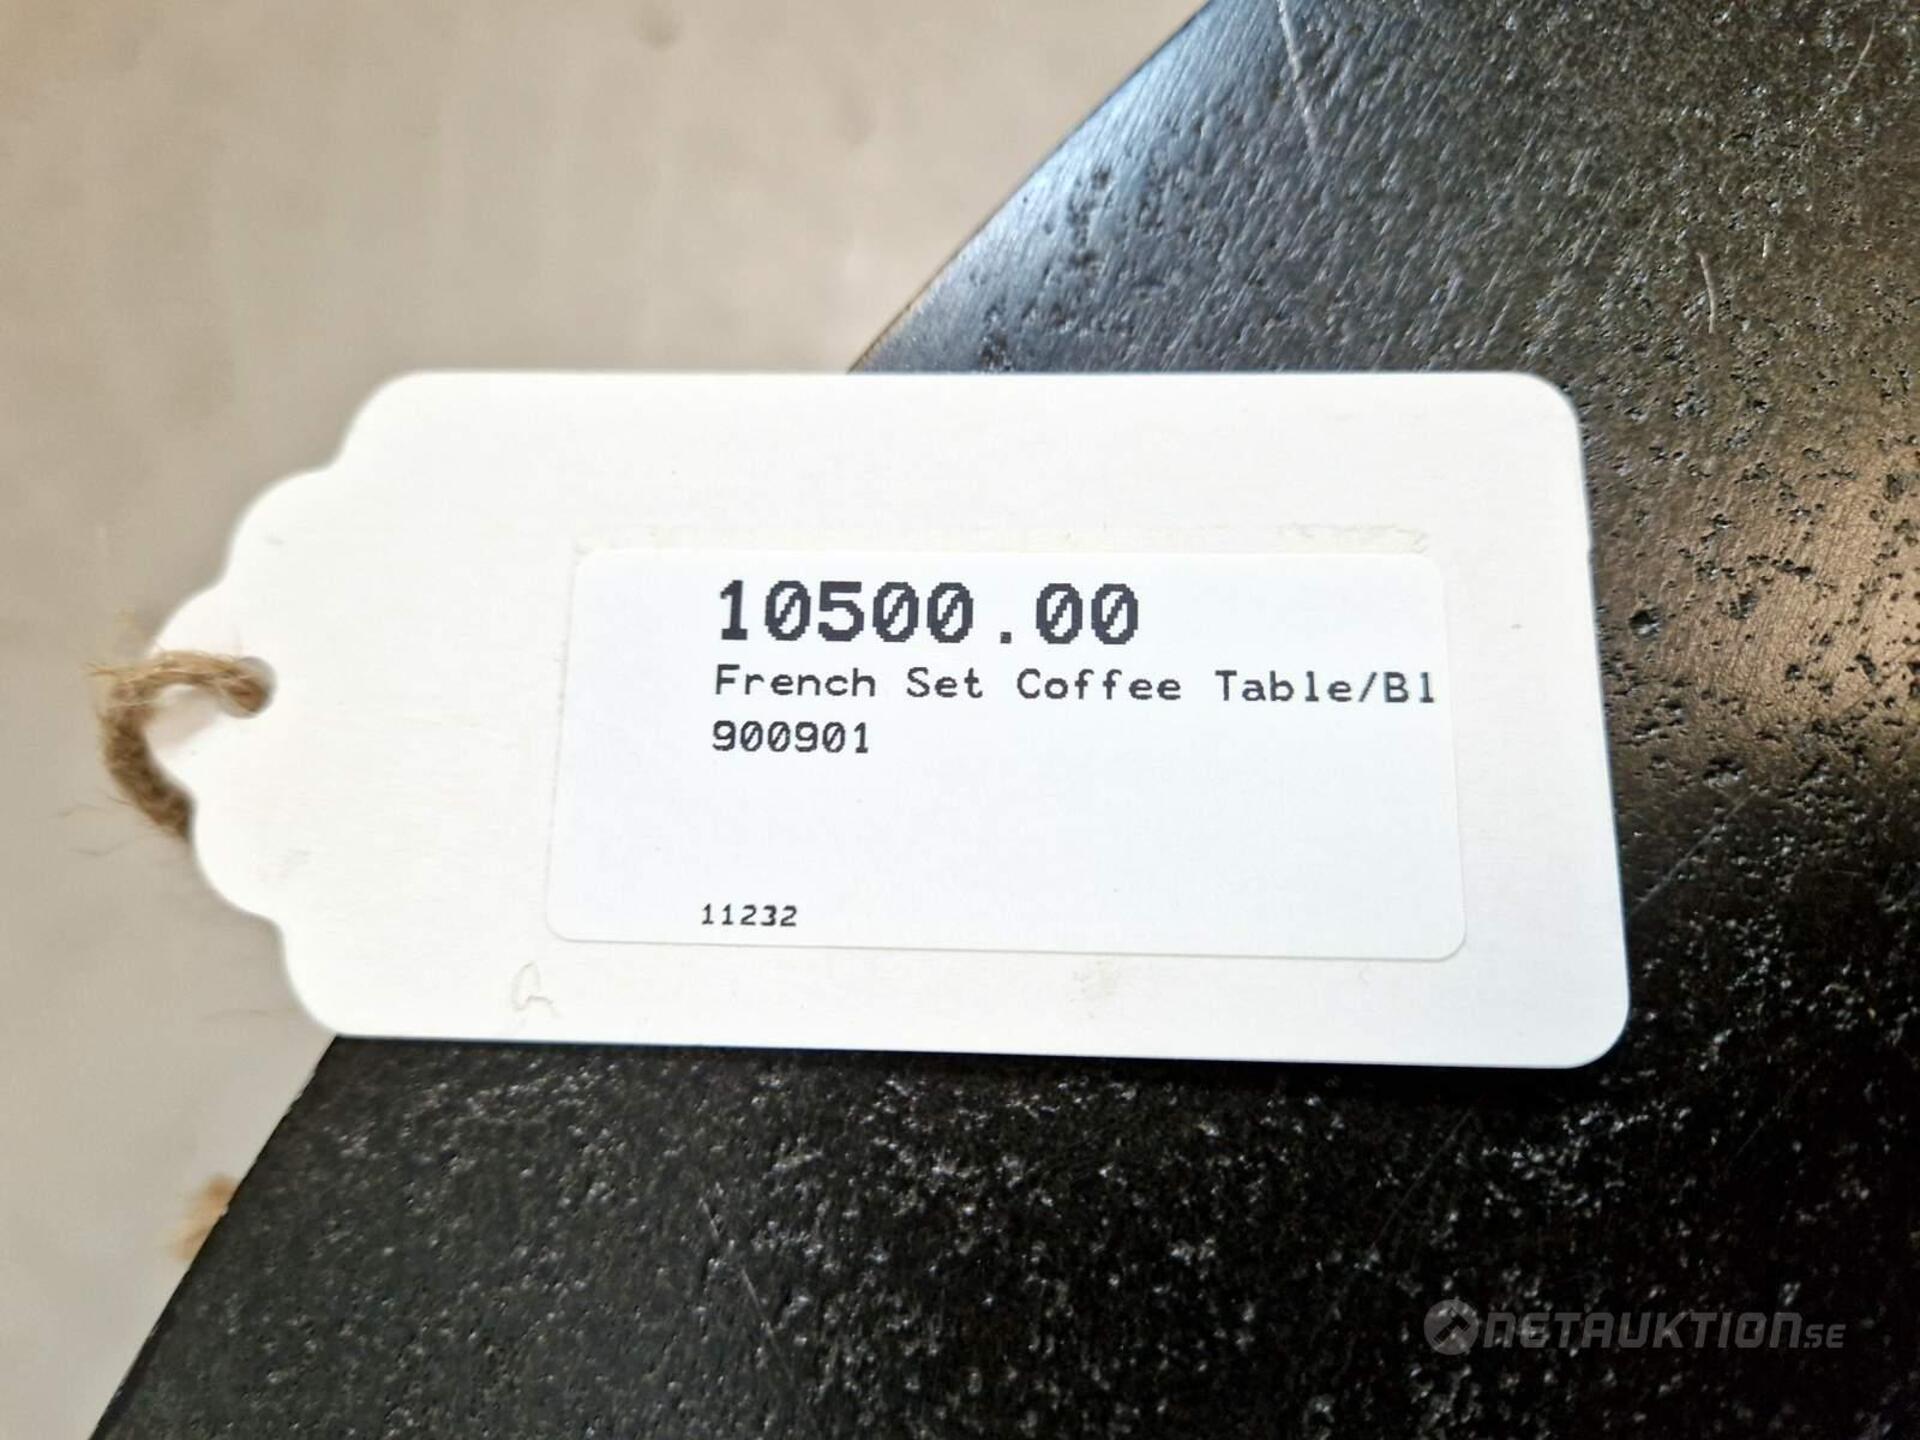 10500.00
French Set Coffee Table/Bl
900901
11232
NETAUKTION.SE